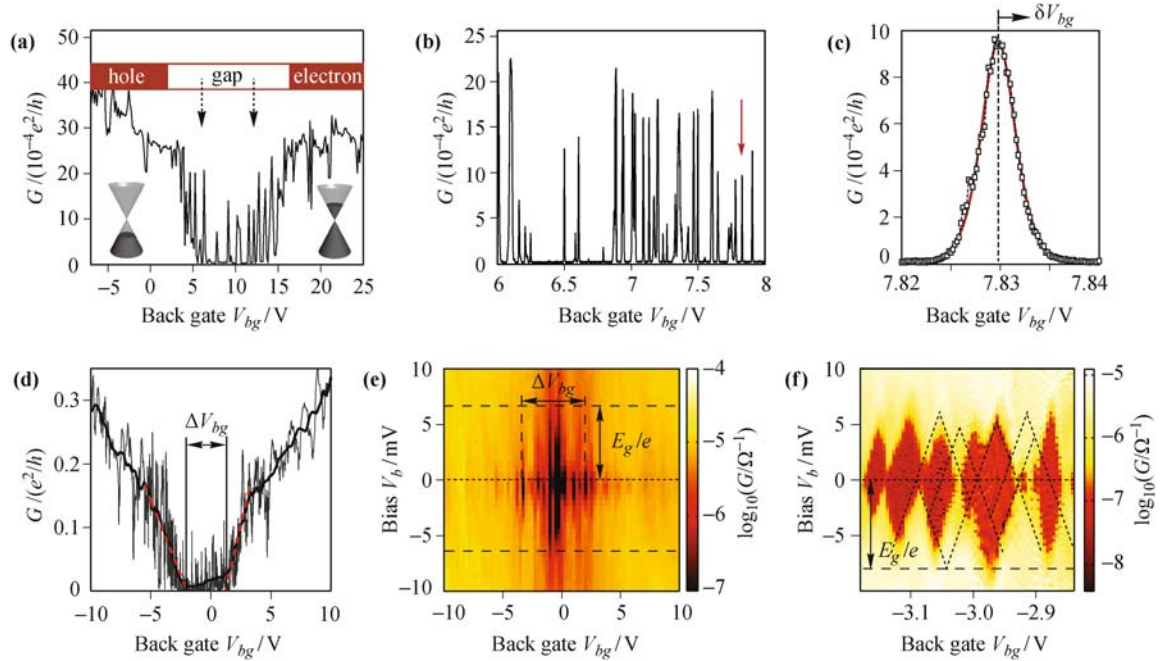 (a)
G/(10⁻⁴e²/h)
50
40
30
20
10
0
hole gap electron
−5 0 5 10 15 20 25
Back gate V_bg / V
(b)
G/(10⁻⁴e²/h)
25
20
15
10
5
0
6 6.5 7 7.5 8
Back gate V_bg / V
(c)
δV_bg
G/(10⁻⁴e²/h)
10
8
6
4
2
0
7.82 7.83 7.84
Back gate V_bg / V
(d)
G/(e²/h)
0.3
0.2
0.1
0
ΔV_bg
−10 −5 0 5 10
Back gate V_bg / V
(e)
Bias V_b / mV
10
5
0
−5
−10
ΔV_bg
E_g/e
−10 −5 0 5 10
Back gate V_bg / V
−4
−5
−6
−7
log₁₀(G/Ω⁻¹)
(f)
Bias V_b / mV
10
5
0
−5
−10
E_g/e
−3.1 −3.0 −2.9
Back gate V_bg / V
−5
−6
−7
−8
log₁₀(G/Ω⁻¹)